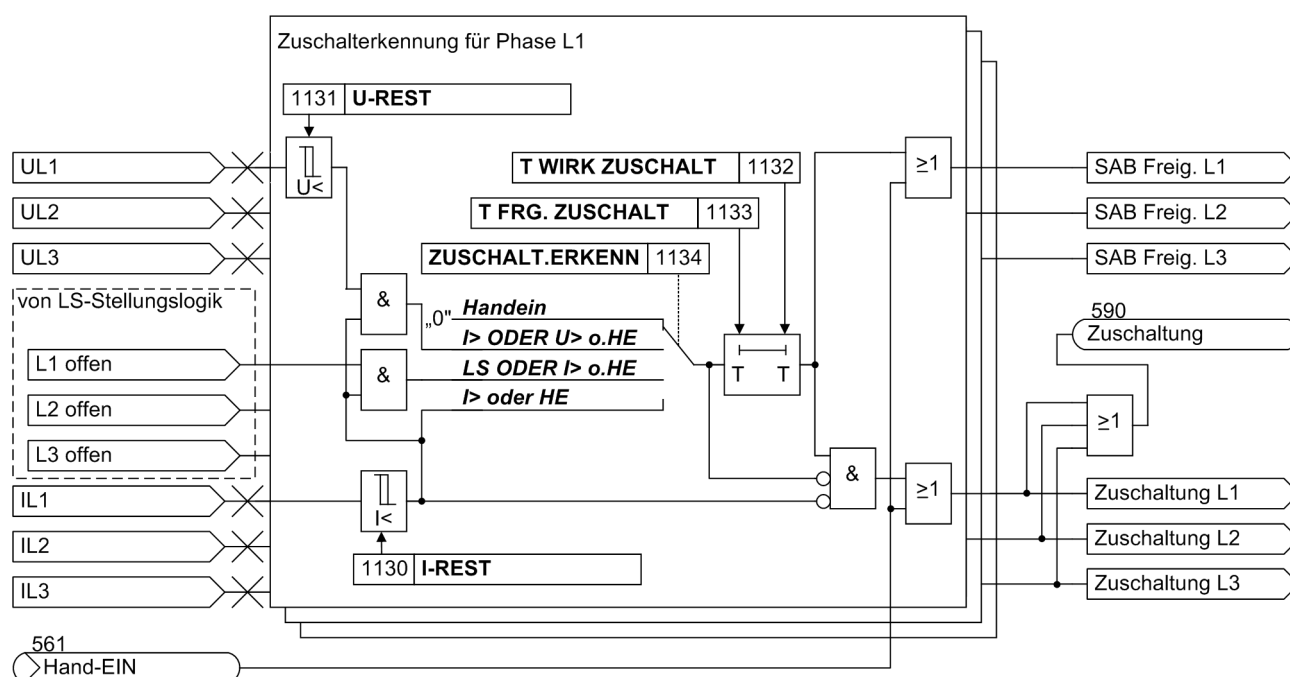 Zuschalterkennung für Phase L1
1131 U-REST
UL1
U<
T WIRK ZUSCHALT 1132
≥1
SAB Freig. L1
UL2
T FRG. ZUSCHALT 1133
SAB Freig. L2
UL3
ZUSCHALT.ERKENN 1134
SAB Freig. L3
von LS-Stellungslogik
&
„0" Handein
590
Zuschaltung
I> ODER U> o.HE
L1 offen
&
LS ODER I> o.HE
T T
I> oder HE
L2 offen
≥1
L3 offen
&
IL1
I<
≥1
Zuschaltung L1
IL2
Zuschaltung L2
1130 I-REST
IL3
Zuschaltung L3
561
Hand-EIN